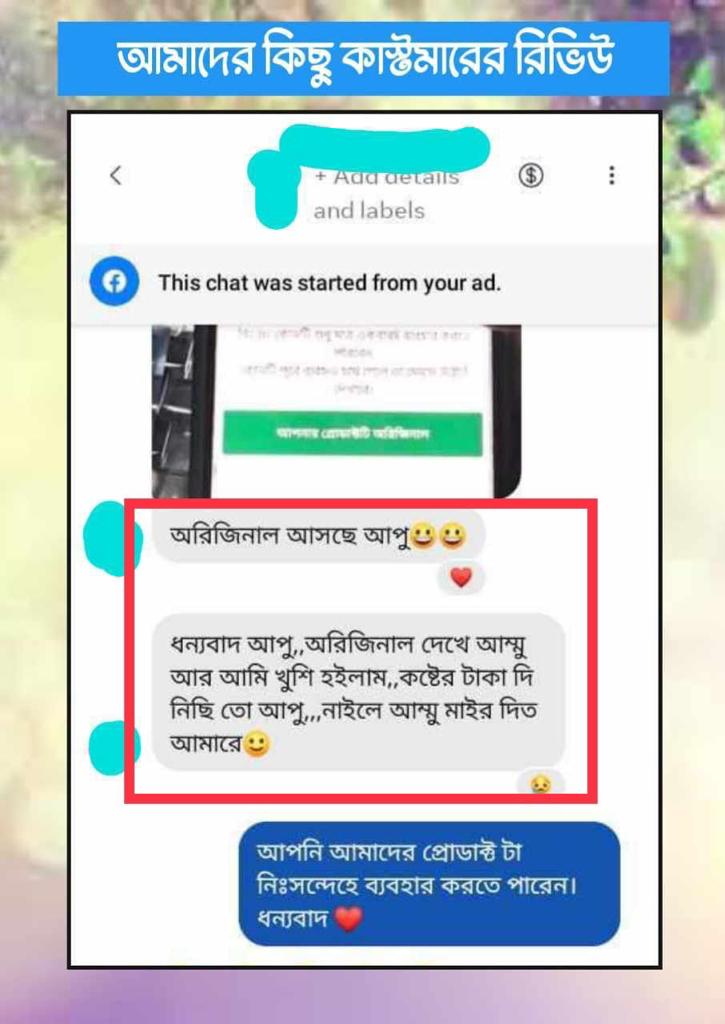 আমাদের কিছু কাস্টমারের রিভিউ
+ Add details
and labels
This chat was started from your ad.
আপনার প্রোডাক্টটি অরিজিনাল
অরিজিনাল আসছে আপু😀😀
❤️
ধন্যবাদ আপু,,অরিজিনাল দেখে আম্মু
আর আমি খুশি হইলাম,,কষ্টের টাকা দি
নিছি তো আপু,,,নাইলে আম্মু মাইর দিত
আমারে🙂
😣
আপনি আমাদের প্রোডাক্ট টা
নিঃসন্দেহে ব্যবহার করতে পারেন।
ধন্যবাদ ❤️